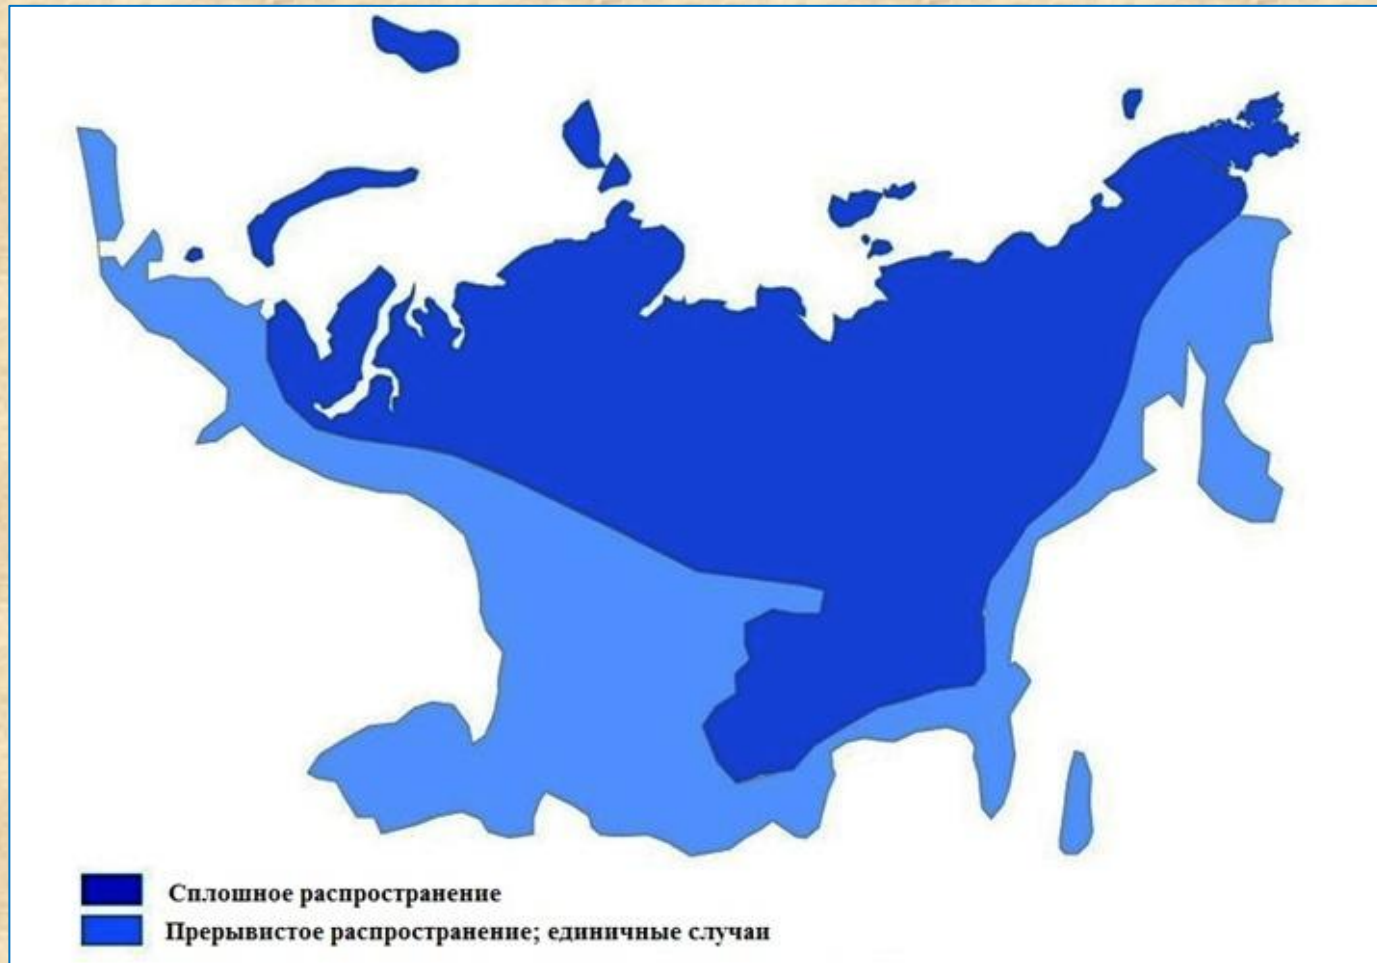 Сплошное распространение
Прерывистое распространение; единичные случаи